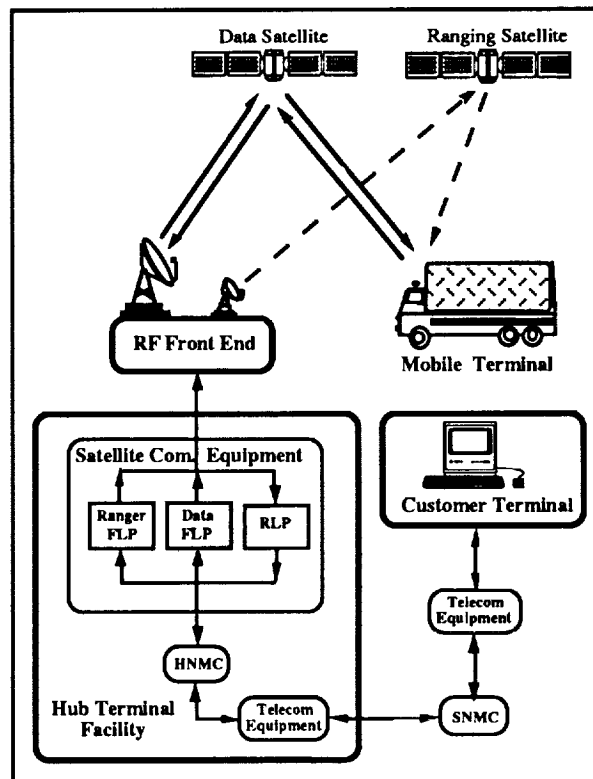 Data Satellite
Ranging Satellite
RF Front End
Mobile Terminal
Satellite Com. Equipment
Ranger
FLP
Data
FLP
RLP
Customer Terminal
Telecom
Equipment
HNMC
Hub Terminal
Facility
Telecom
Equipment
SNMC